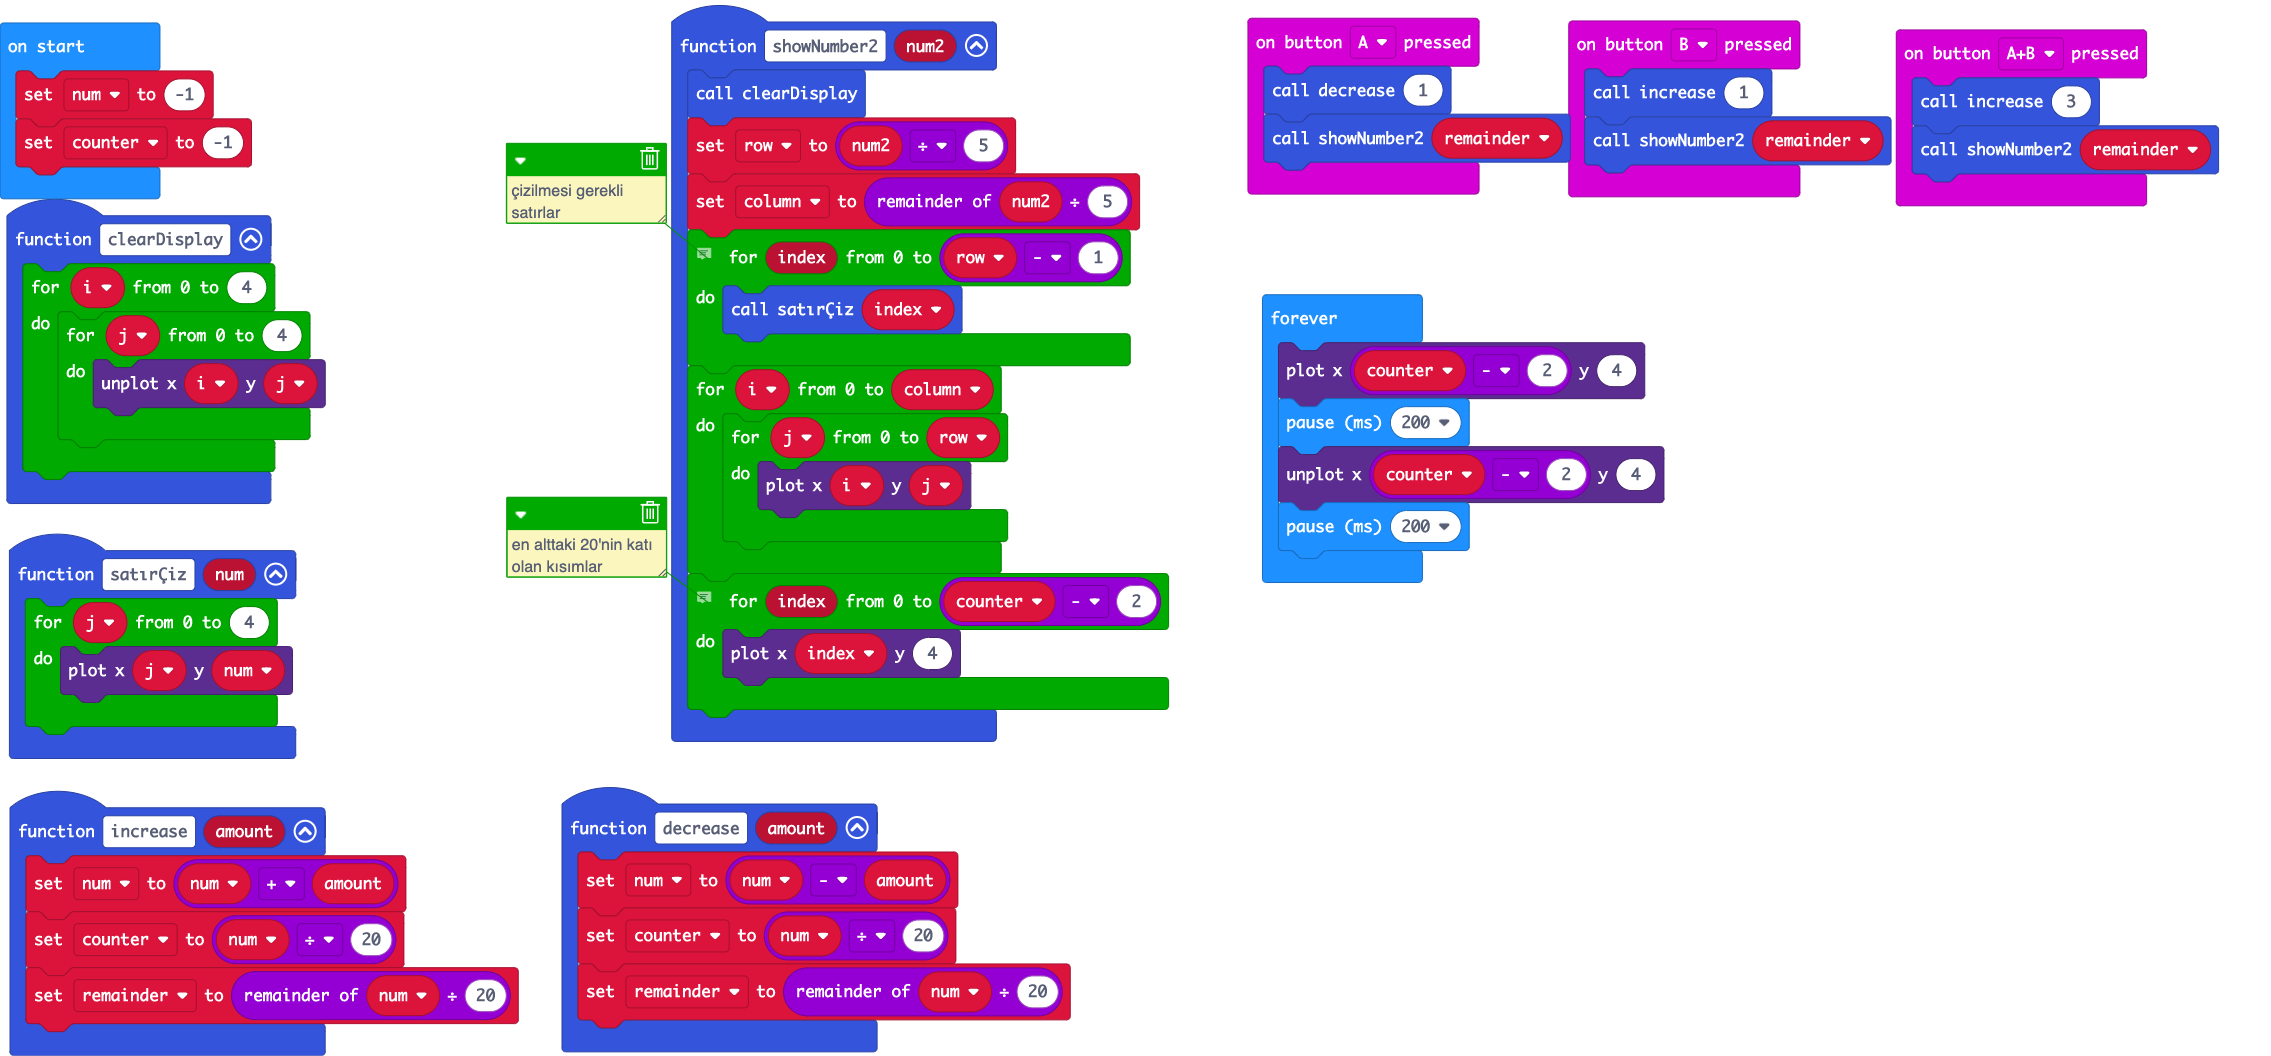 on start
set num to -1
set counter to -1
function clearDisplay
for i from 0 to 4
do
for j from 0 to 4
do
unplot x i y j
function satırÇiz num
for j from 0 to 4
do
plot x j y num
function increase amount
set num to num + amount
set counter to num ÷ 20
set remainder to remainder of num ÷ 20
function decrease amount
set num to num - amount
set counter to num ÷ 20
set remainder to remainder of num ÷ 20
çizilmesi gerekli
satırlar
en alttaki 20'nin katı
olan kısımlar
function showNumber2 num2
call clearDisplay
set row to num2 ÷ 5
set column to remainder of num2 ÷ 5
for index from 0 to row - 1
do
call satırÇiz index
for i from 0 to column
do
for j from 0 to row
do
plot x i y j
for index from 0 to counter - 2
do
plot x index y 4
on button A pressed
call decrease 1
call showNumber2 remainder
on button B pressed
call increase 1
call showNumber2 remainder
on button A+B pressed
call increase 3
call showNumber2 remainder
forever
plot x counter - 2 y 4
pause (ms) 200
unplot x counter - 2 y 4
pause (ms) 200